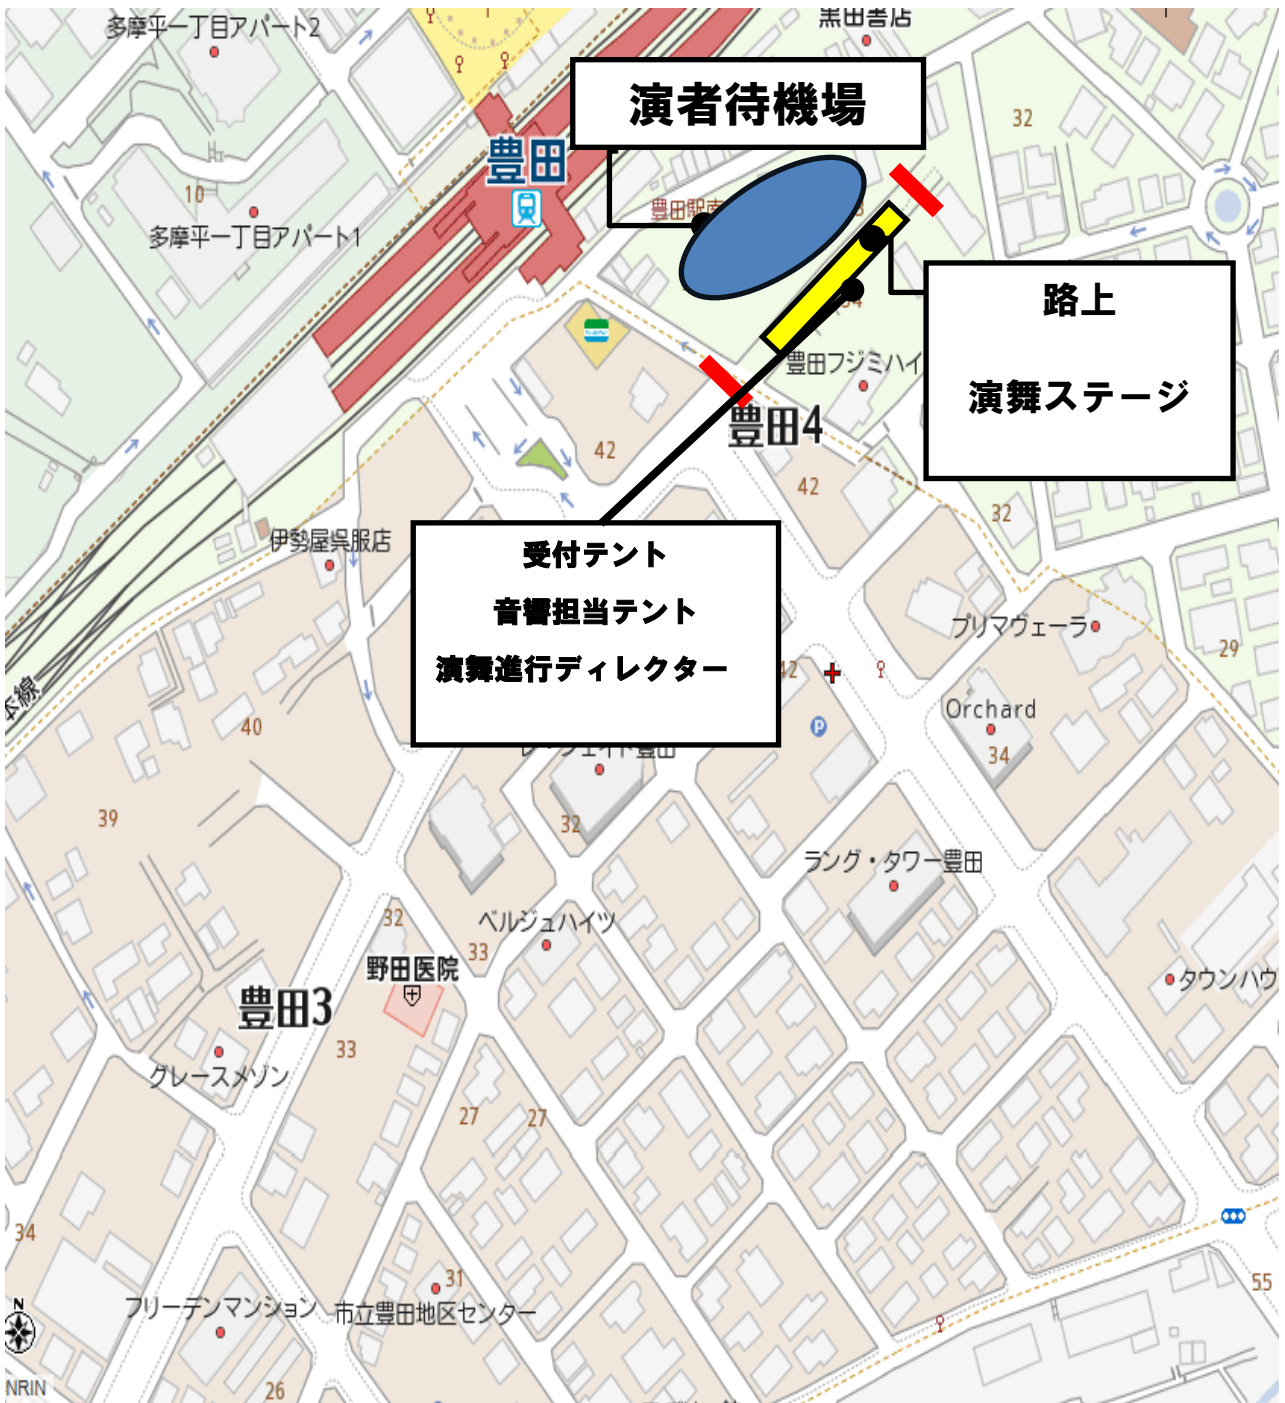 多摩平一丁目アパート2
黒田書店
演者待機場
32
豊田
10
多摩平一丁目アパート1
豊田駅南
路上
演舞ステージ
豊田フジミハイ
豊田4
42
42
32
伊勢屋呉服店
受付テント
音響担当テント
演舞進行ディレクター
プリマヴェーラ
29
42
P
本線
40
Orchard
34
39
32
ラング・タワー豊田
32
ベルジュハイツ
33
野田医院
タウンハウ
豊田3
33
グレースメゾン
27
27
34
31
フリーデンマンション
市立豊田地区センター
55
N
NRIN
26